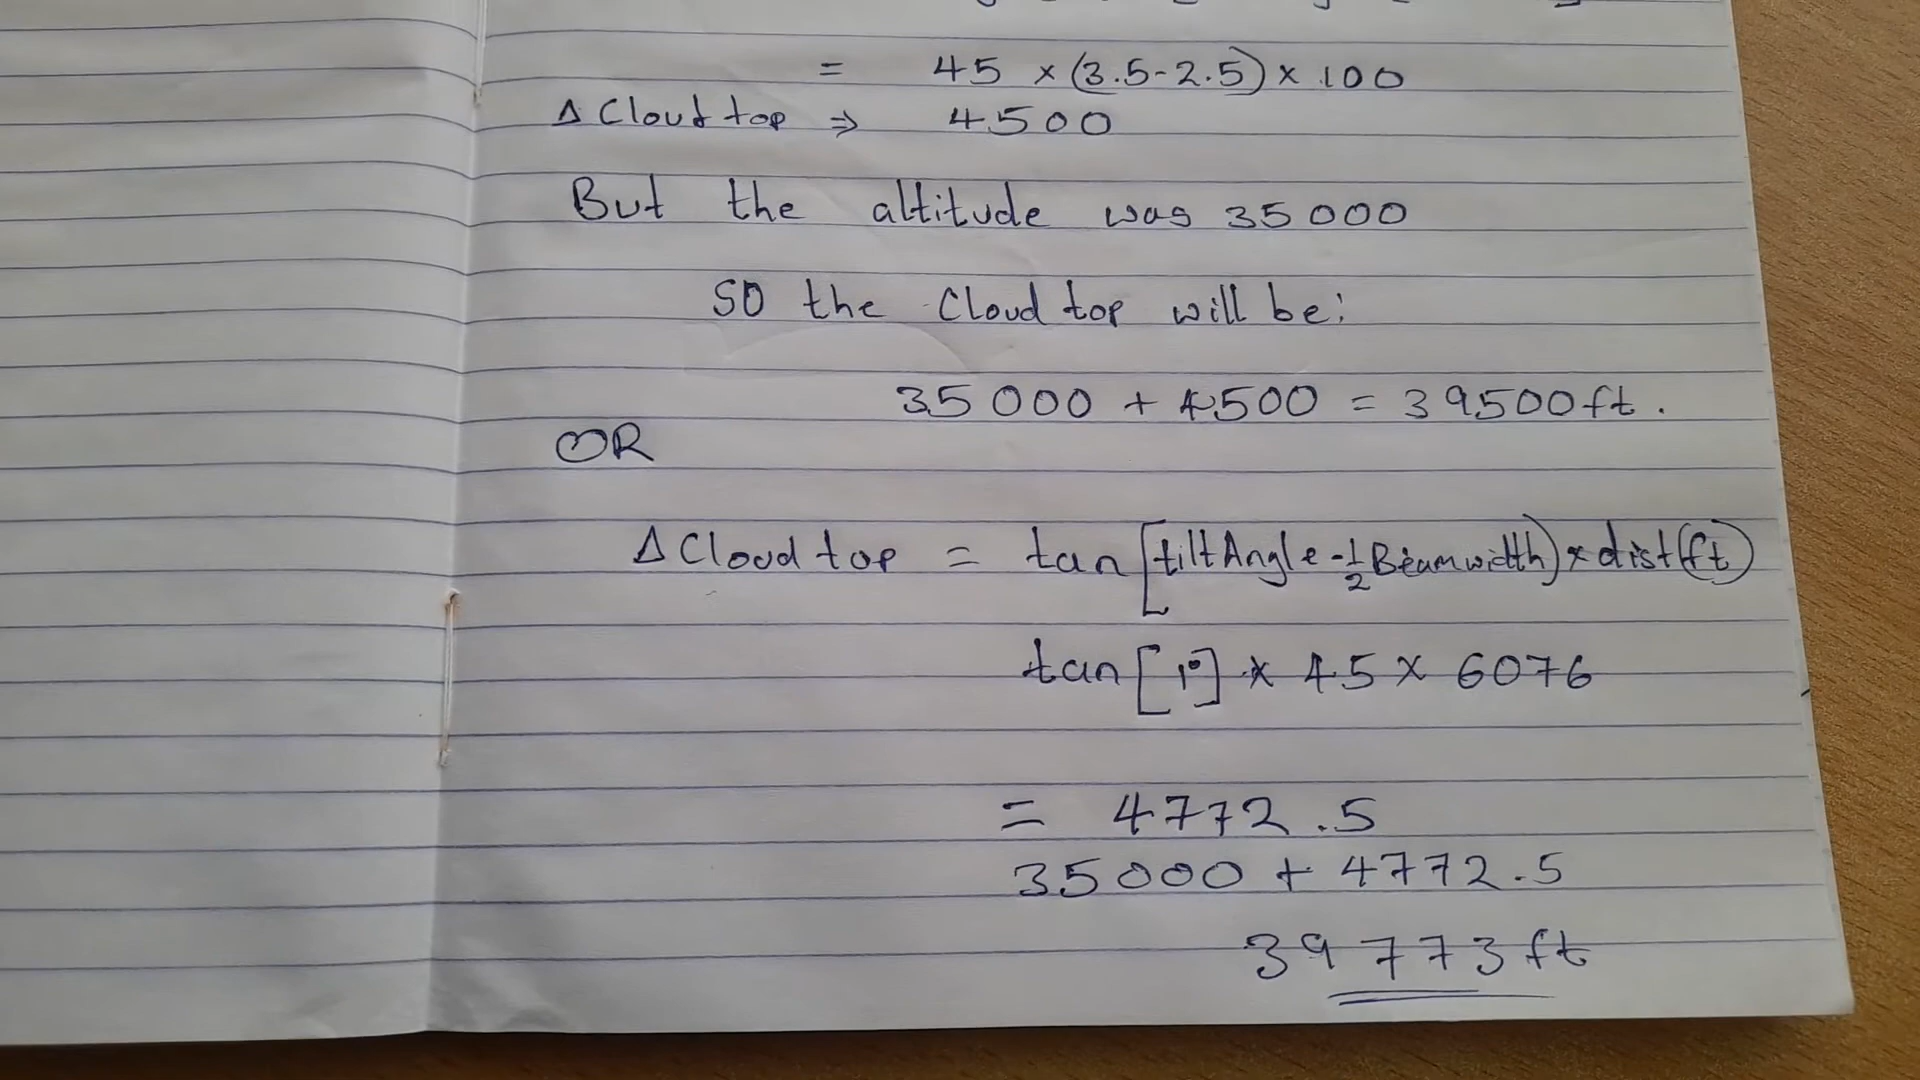 = 45 × (3.5-2.5) × 100
Δ Cloud top ⇒ 4500
But the altitude was 35000
SO the Cloud top will be:
35000 + 4500 = 39500ft.
OR
Δ Cloud top = tan [tilt Angle - 1/2 Beamwidth) × dist (ft)
tan [1°] × 45 × 6076
= 4772.5
35000 + 4772.5
39773 ft